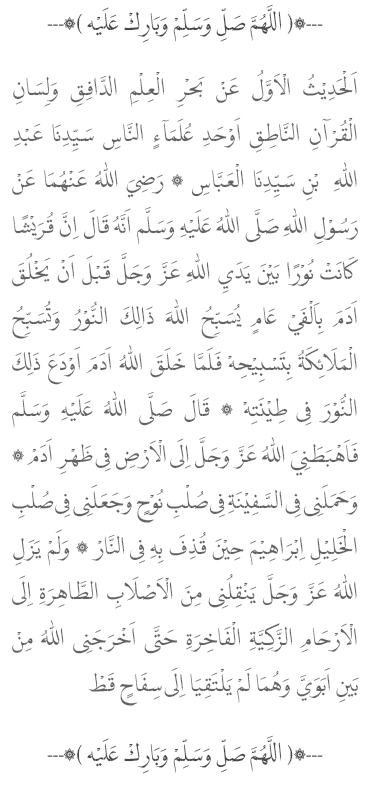 ---۞( اَللّٰهُمَّ صَلِّ وَسَلِّمْ وَبَارِكْ عَلَيْه )۞---
اَلْحَدِيْثُ الْاَوَّلُ عَنْ بَحْرِ الْعِلْمِ الدَّافِقِ وَلِسَانِ
الْقُرْآنِ النَّاطِقِ اَوْحَدِ عُلَمَاءِ النَّاسِ سَيِّدِنَا عَبْدِ
اللهِ بْنِ سَيِّدِنَا الْعَبَّاسِ ۞ رَضِيَ اللهُ عَنْهُمَا عَنْ
رَسُوْلِ اللهِ صَلَّى اللهُ عَلَيْهِ وَسَلَّم اَنَّهُ قَالَ اِنَّ قُرَيْشًا
كَانَتْ نُوْرًا بَيْنَ يَدَيِ اللهِ عَزَّ وَجَلَّ قَبْلَ اَنْ يَخْلُقَ
اٰدَمَ بِاَلْفَيْ عَامٍ يُسَبِّحُ اللهَ ذَالِكَ النُّوْرُ وَتُسَبِّحُ
الْمَلَائِكَةُ بِتَسْبِيْحِهْ فَلَمَّا خَلَقَ اللهُ اٰدَمَ اَوْدَعَ ذٰلِكَ
النُّوْرَ فِى طِيْنَتِهْ ۞ قَالَ صَلَّى اللهُ عَلَيْهِ وَسَلَّم
فَاَهْبَطَنِيَ اللهُ عَزَّ وَجَلَّ اِلَى الْاَرْضِ فِى ظَهْرِ اٰدَمْ ۞
وَحَمَلَنِى فِى السَّفِيْنَةِ فِى صُلْبِ نُوْحٍ وَجَعَلَنِى فِى صُلْبِ
الْخَلِيْلِ اِبْرَاهِيْمَ حِيْنَ قُذِفَ بِهِ فِى النَّارْ ۞ وَلَمْ يَزَلِ
اللهُ عَزَّ وَجَلَّ يَنْقُلُنِى مِنَ الْاَصْلَابِ الطَّاهِرَةِ اِلَى
الْاَرْحَامِ الزَّكِيَّةِ الْفَاخِرَةِ حَتَّى اَخْرَجَنِى اللهُ مِنْ
بَيْنِ اَبَوَيَّ وَهُمَا لَمْ يَلْتَقِيَا اِلَى سِفَاحٍ قَطْ
---۞( اَللّٰهُمَّ صَلِّ وَسَلِّمْ وَبَارِكْ عَلَيْه )۞---